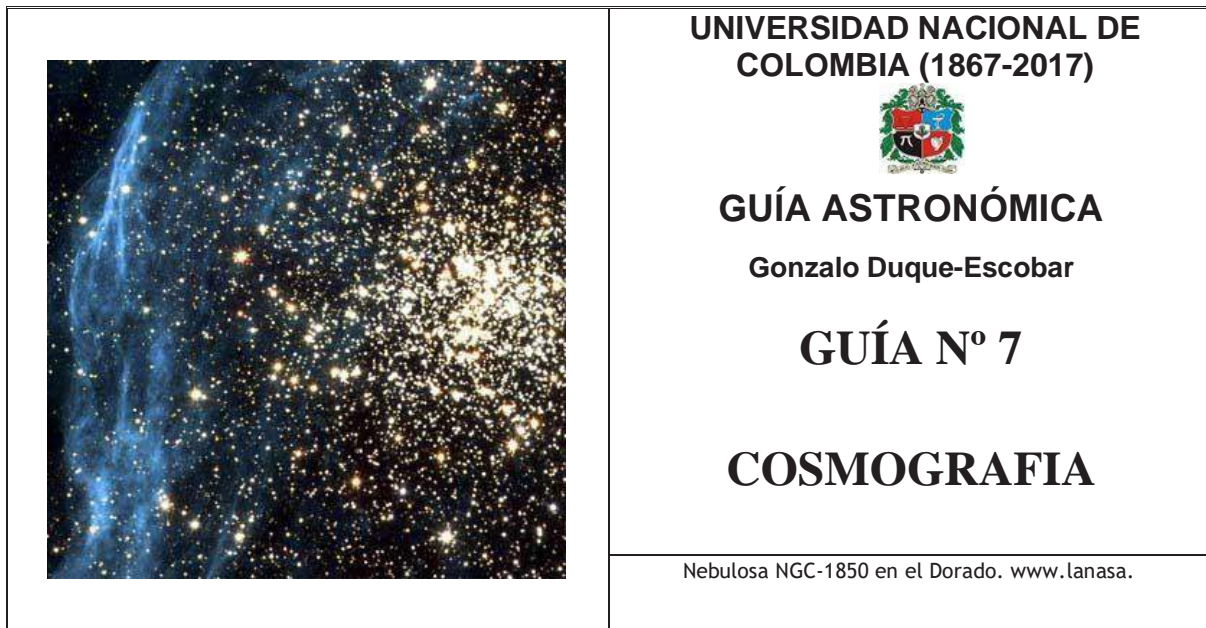 UNIVERSIDAD NACIONAL DE
COLOMBIA (1867-2017)
GUÍA ASTRONÓMICA
Gonzalo Duque-Escobar
GUÍA Nº 7
COSMOGRAFIA
Nebulosa NGC-1850 en el Dorado. www.lanasa.